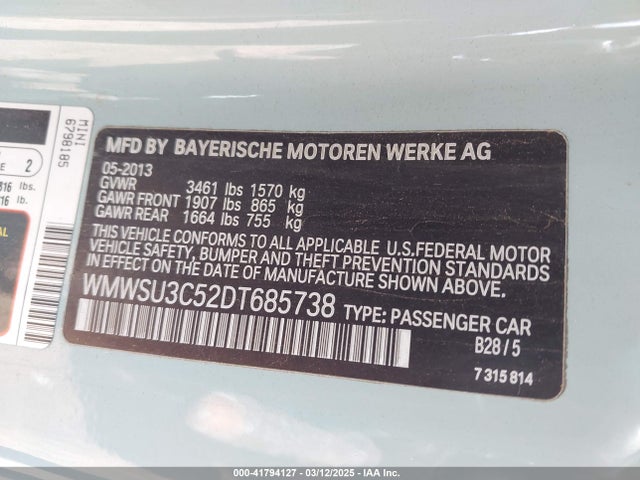 MINI
6798185
E 2
816 lbs.
16 lb.
AL
MFD BY BAYERISCHE MOTOREN WERKE AG
05-2013
GVWR 3461 lbs 1570 kg
GAWR FRONT 1907 lbs 865 kg
GAWR REAR 1664 lbs 755 kg
THIS VEHICLE CONFORMS TO ALL APPLICABLE U.S.FEDERAL MOTOR
VEHICLE SAFETY, BUMPER AND THEFT PREVENTION STANDARDS
IN EFFECT ON THE DATE OF MANUFACTURE SHOWN ABOVE.
WMWSU3C52DT685738 TYPE: PASSENGER CAR
B28 / 5
7 315 814
000-41794127 - 03/12/2025 - IAA Inc.